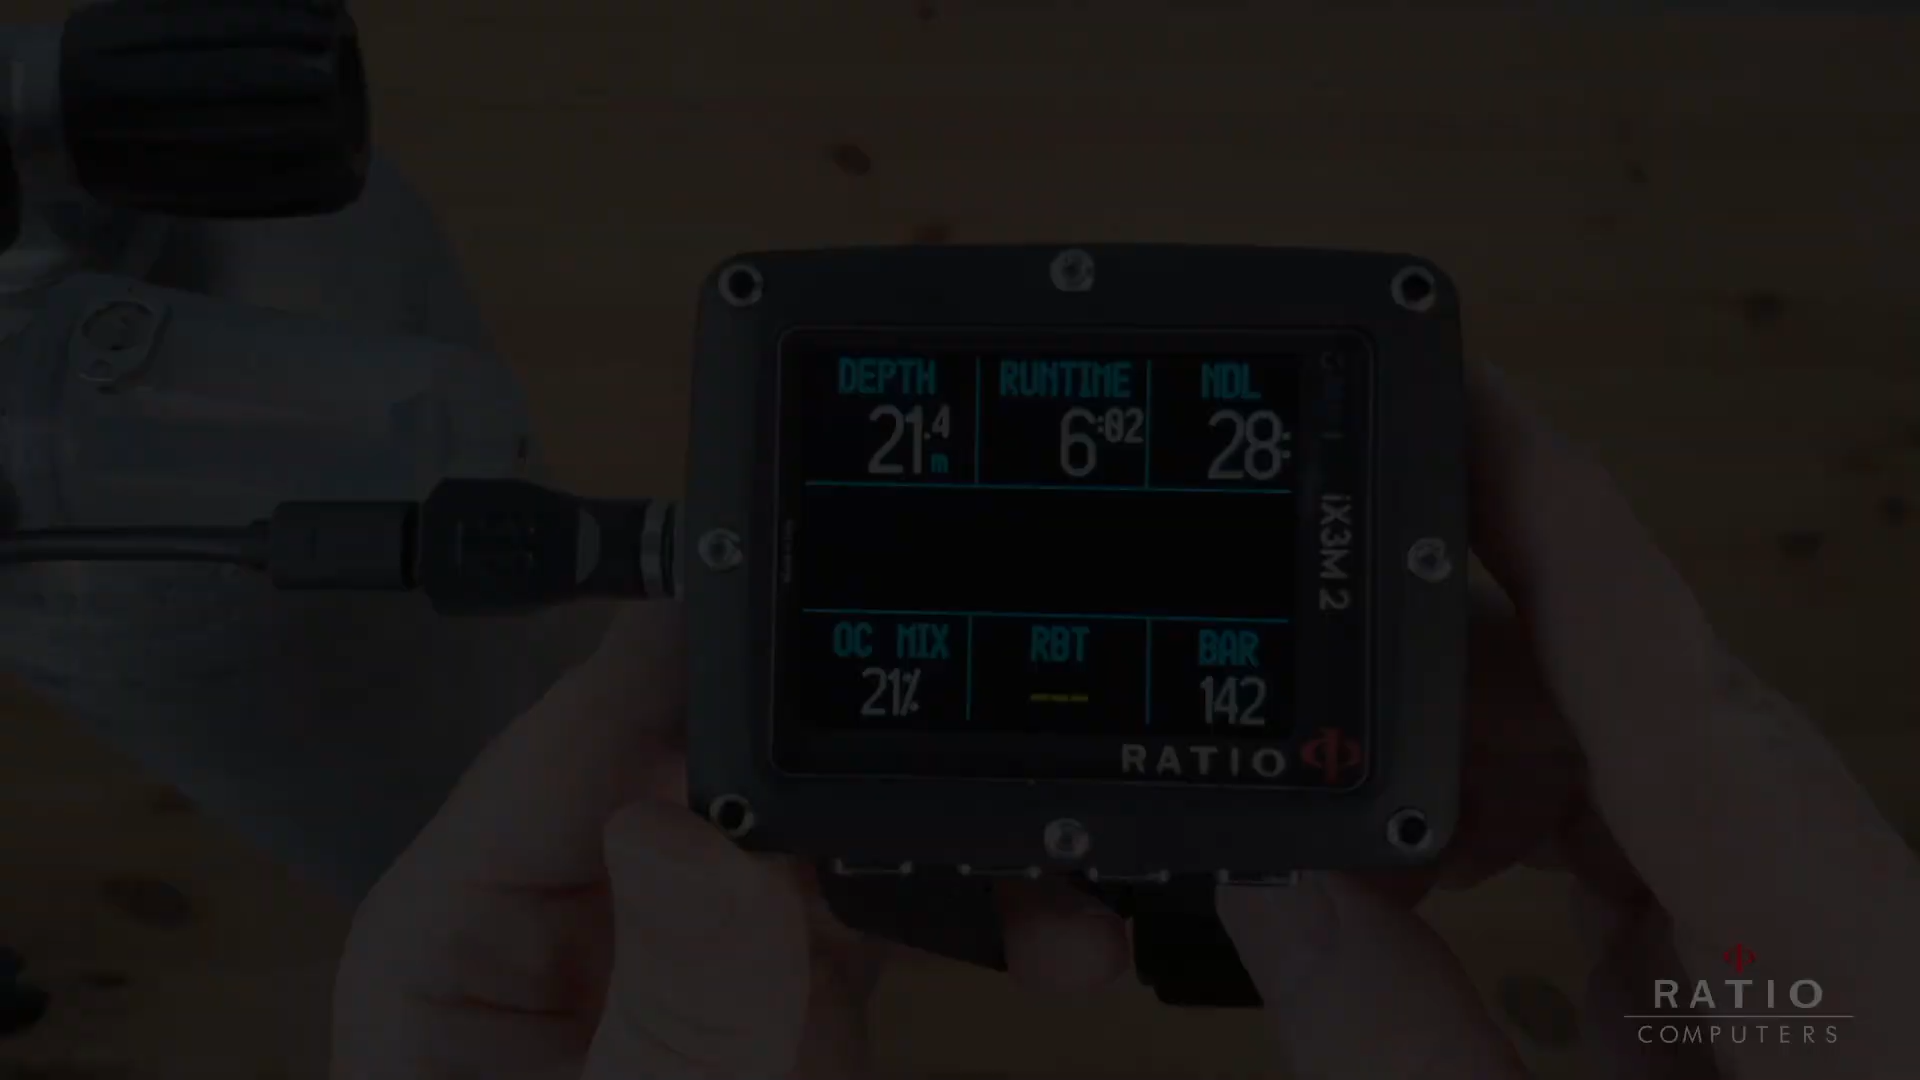 DEPTH RUNTIME NDL
21.4 m 6:02 28:
iX3M 2
OC MIX RBT BAR
21% --- 142
RATIO
RATIO
COMPUTERS